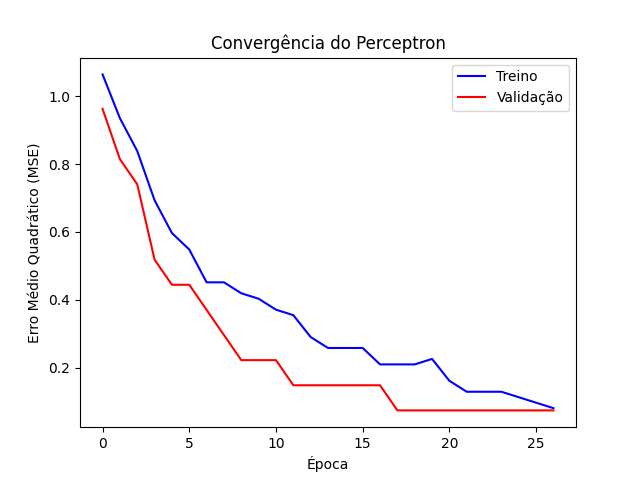 Convergência do Perceptron
Treino
Validação
Erro Médio Quadrático (MSE)
1.0
0.8
0.6
0.4
0.2
0 5 10 15 20 25
Época